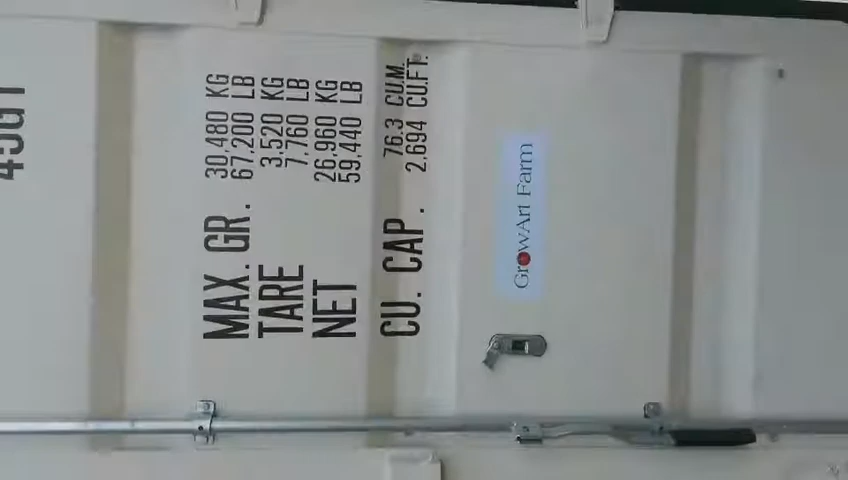 45G1
MAX. GR. 30,480 KG
67,200 LB
TARE 3,520 KG
7,760 LB
NET 26,960 KG
59,440 LB
CU. CAP. 76.3 CU.M.
2,694 CU.FT.
GrowArt Farm